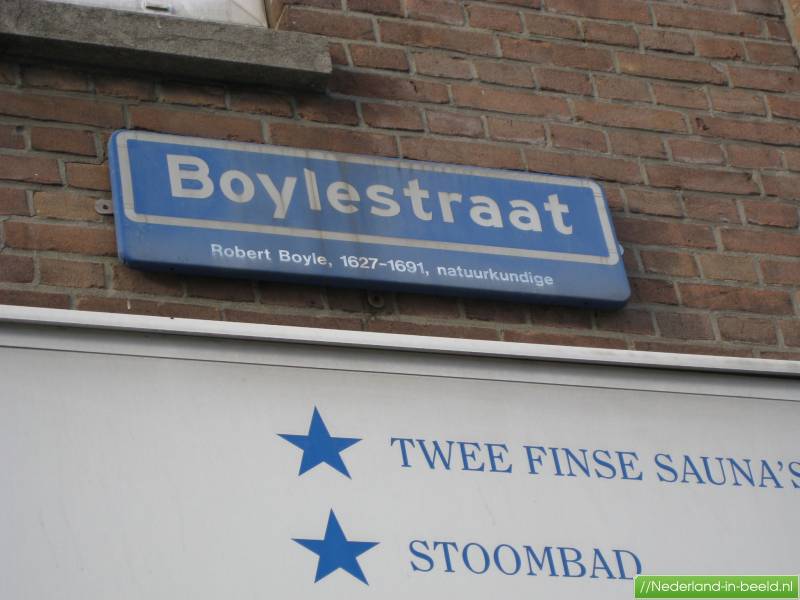 Boylestraat
Robert Boyle, 1627-1691, natuurkundige
TWEE FINSE SAUNA'S
STOOMBAD
//Nederland-in-beeld.nl